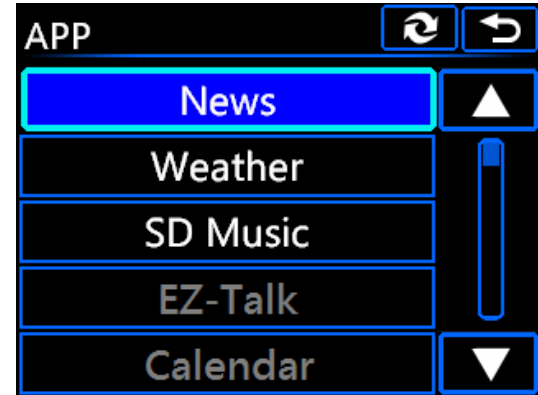 APP
News
Weather
SD Music
EZ-Talk
Calendar